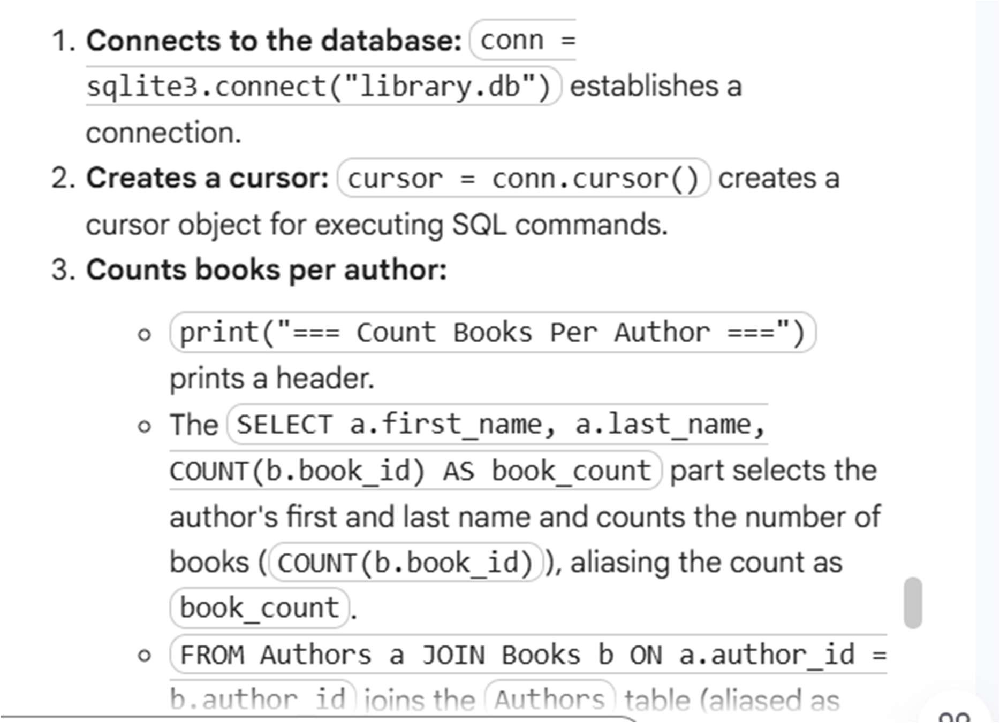 1. Connects to the database: conn =
sqlite3.connect("library.db") establishes a
connection.
2. Creates a cursor: cursor = conn.cursor() creates a
cursor object for executing SQL commands.
3. Counts books per author:
○ print("=== Count Books Per Author ===")
prints a header.
○ The SELECT a.first_name, a.last_name,
COUNT(b.book_id) AS book_count part selects the
author's first and last name and counts the number of
books (COUNT(b.book_id)), aliasing the count as
book_count.
○ FROM Authors a JOIN Books b ON a.author_id =
b.author_id joins the Authors table (aliased as